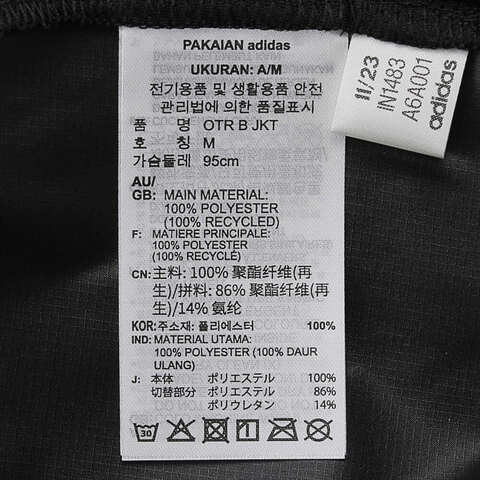 PAKAIAN adidas
UKURAN: A/M
전기용품 및 생활용품 안전
관리법에 의한 품질표시
품 명 OTR B JKT
호 칭 M
가슴둘레 95cm
AU/
GB: MAIN MATERIAL:
100% POLYESTER
(100% RECYCLED)
F: MATIERE PRINCIPALE:
100% POLYESTER
(100% RECYCLÉ)
CN: 主料: 100% 聚酯纤维(再
生)/拼料: 86% 聚酯纤维(再
生)/14% 氨纶
KOR: 주소재: 폴리에스터 100%
IND: MATERIAL UTAMA:
100% POLYESTER (100% DAUR
ULANG)
J: 本体 ポリエステル 100%
切替部分 ポリエステル 86%
ポリウレタン 14%
30
11/23
IN1483
A6A001
adidas